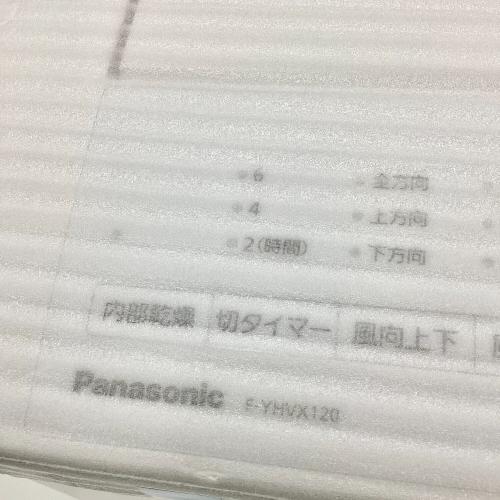 6 全方向
4 上方向
2(時間) 下方向
内部乾燥 切タイマー 風向上下
Panasonic F-YHVX120